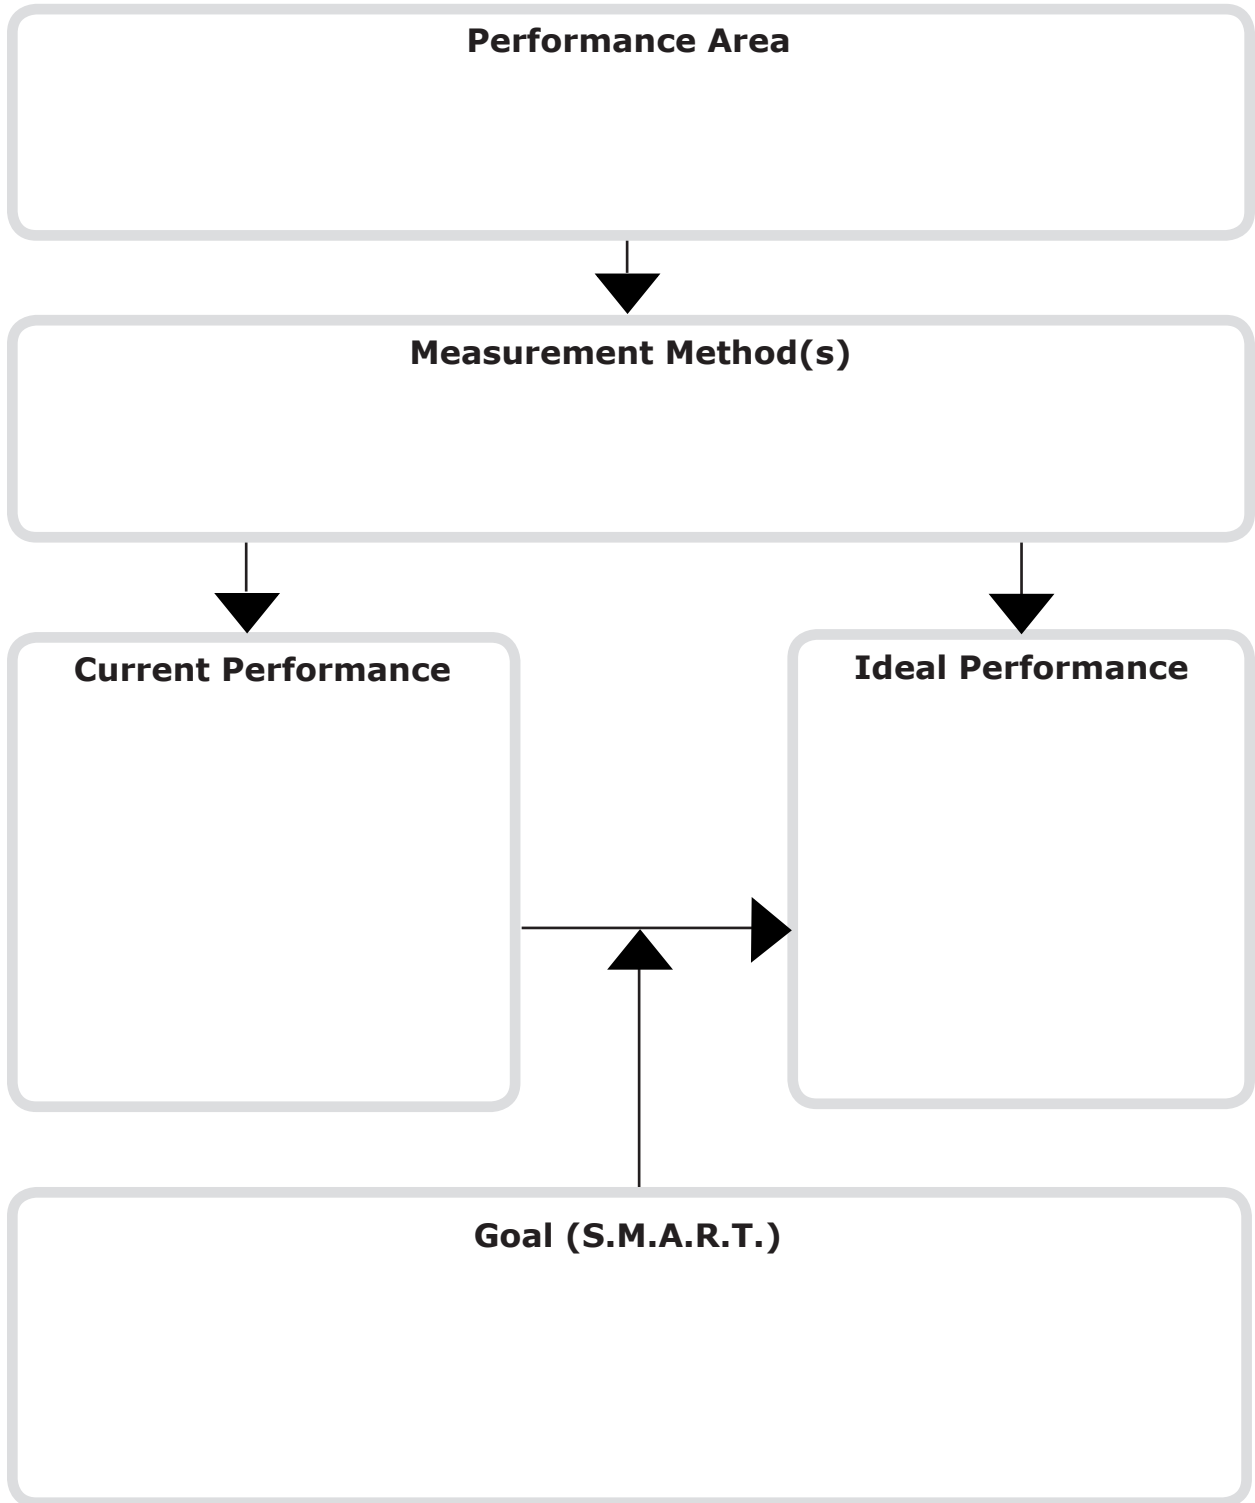 Performance Area
Measurement Method(s)
Current Performance
Ideal Performance
Goal (S.M.A.R.T.)